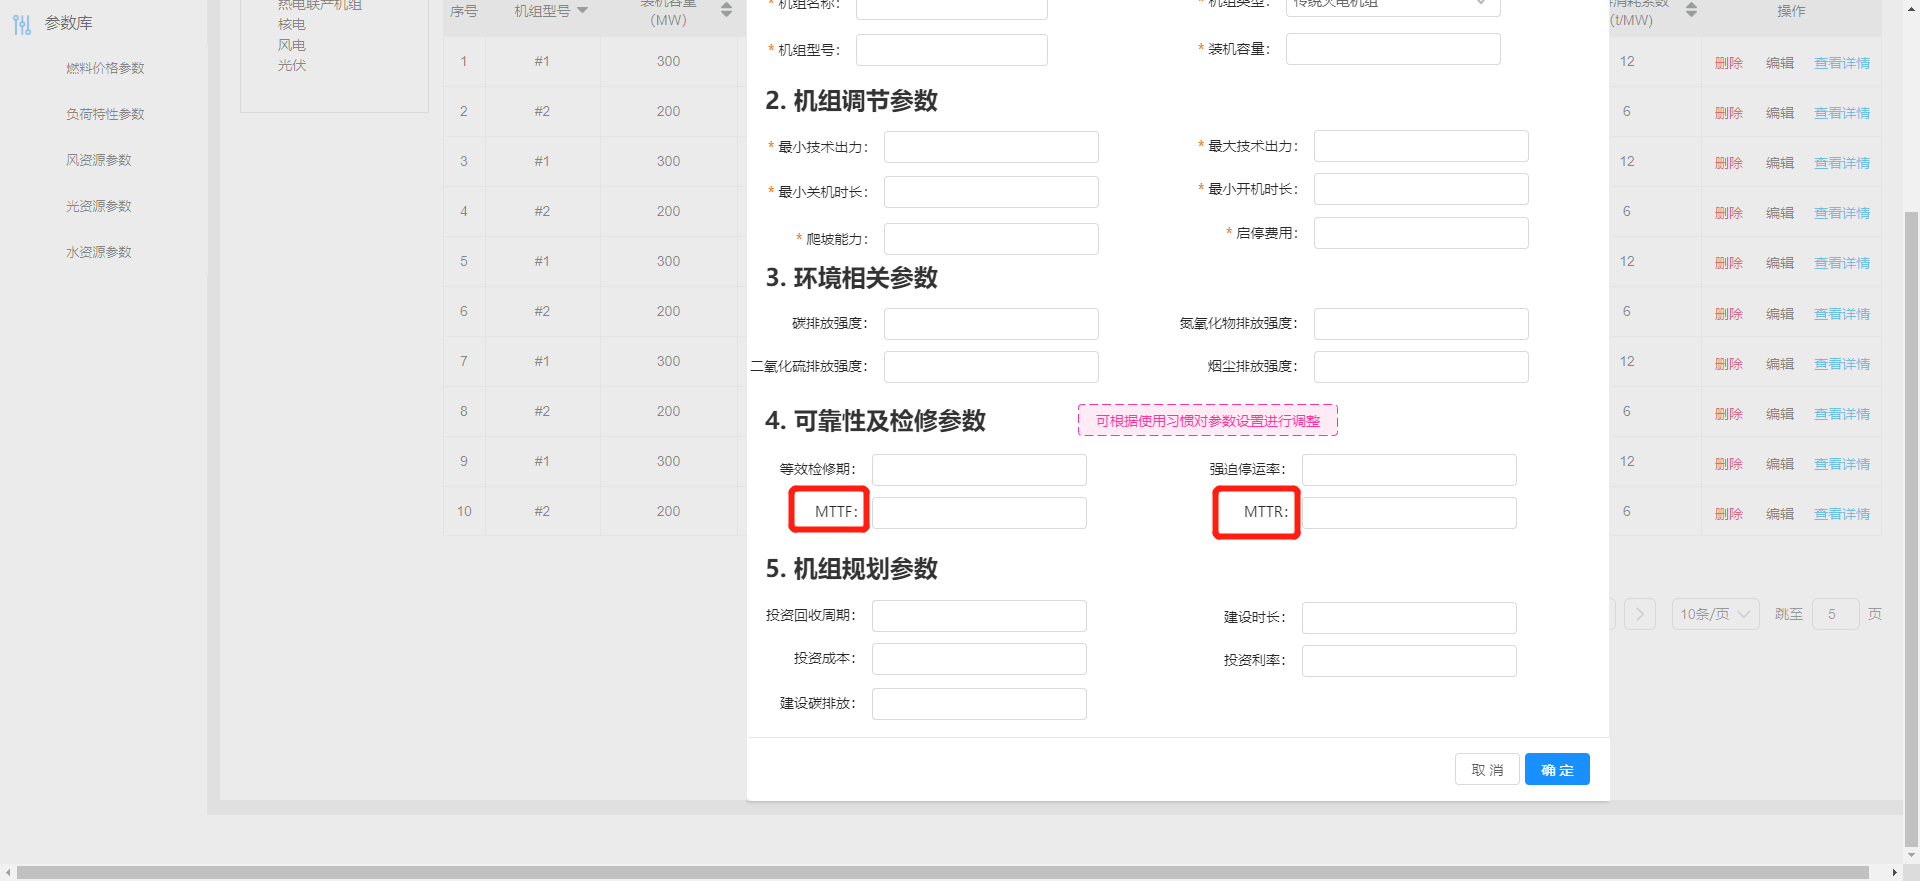 参数库
燃料价格参数
负荷特性参数
风资源参数
光资源参数
水资源参数
热电联产机组
核电
风电
光伏
序号 机组型号 装机容量 (MW)
1 #1 300
2 #2 200
3 #1 300
4 #2 200
5 #1 300
6 #2 200
7 #1 300
8 #2 200
9 #1 300
10 #2 200
* 机组名称:
* 机组类型: 传统火电机组
* 机组型号:
* 装机容量:
2. 机组调节参数
* 最小技术出力:
* 最大技术出力:
* 最小关机时长:
* 最小开机时长:
* 爬坡能力:
* 启停费用:
3. 环境相关参数
碳排放强度:
氮氧化物排放强度:
二氧化硫排放强度:
烟尘排放强度:
4. 可靠性及检修参数
可根据使用习惯对参数设置进行调整
等效检修期:
强迫停运率:
MTTF:
MTTR:
5. 机组规划参数
投资回收周期:
建设时长:
投资成本:
投资利率:
建设碳排放:
取 消
确 定
消耗系数
(t/MW)
操作
12 删除 编辑 查看详情
6 删除 编辑 查看详情
12 删除 编辑 查看详情
6 删除 编辑 查看详情
12 删除 编辑 查看详情
6 删除 编辑 查看详情
12 删除 编辑 查看详情
6 删除 编辑 查看详情
12 删除 编辑 查看详情
6 删除 编辑 查看详情
10条/页 跳至 5 页